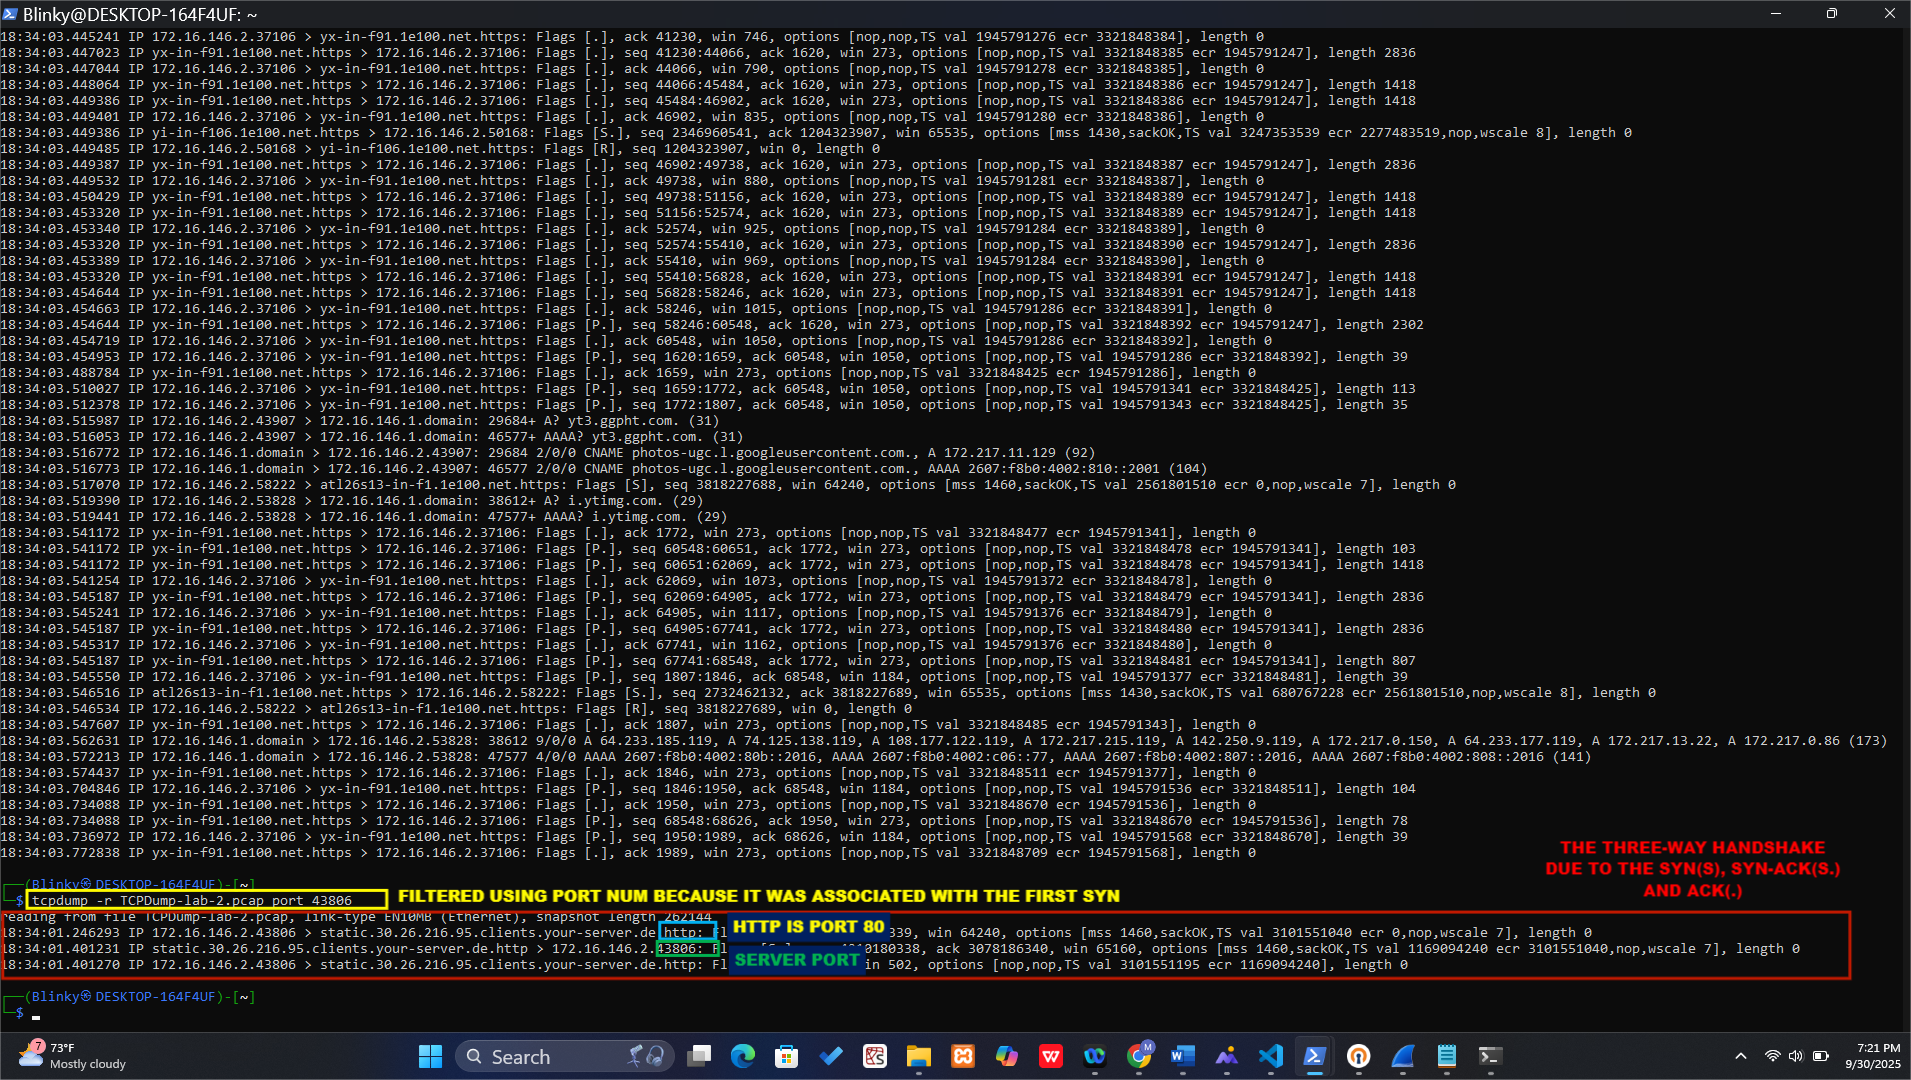 Blinky@DESKTOP-164F4UF: ~
18:34:03.445241 IP 172.16.146.2.37106 > yx-in-f91.1e100.net.https: Flags [.], ack 41230, win 746, options [nop,nop,TS val 1945791276 ecr 3321848384], length 0
18:34:03.447023 IP yx-in-f91.1e100.net.https > 172.16.146.2.37106: Flags [.], seq 41230:44066, ack 1620, win 273, options [nop,nop,TS val 3321848385 ecr 1945791247], length 2836
18:34:03.447044 IP 172.16.146.2.37106 > yx-in-f91.1e100.net.https: Flags [.], ack 44066, win 790, options [nop,nop,TS val 1945791278 ecr 3321848385], length 0
18:34:03.448064 IP yx-in-f91.1e100.net.https > 172.16.146.2.37106: Flags [.], seq 44066:45484, ack 1620, win 273, options [nop,nop,TS val 3321848386 ecr 1945791247], length 1418
18:34:03.449386 IP yx-in-f91.1e100.net.https > 172.16.146.2.37106: Flags [.], seq 45484:46902, ack 1620, win 273, options [nop,nop,TS val 3321848386 ecr 1945791247], length 1418
18:34:03.449401 IP 172.16.146.2.37106 > yx-in-f91.1e100.net.https: Flags [.], ack 46902, win 835, options [nop,nop,TS val 1945791280 ecr 3321848386], length 0
18:34:03.449386 IP yi-in-f106.1e100.net.https > 172.16.146.2.50168: Flags [S.], seq 2346960541, ack 1204323907, win 65535, options [mss 1430,sackOK,TS val 3247353539 ecr 2277483519,nop,wscale 8], length 0
18:34:03.449485 IP 172.16.146.2.50168 > yi-in-f106.1e100.net.https: Flags [R], seq 1204323907, win 0, length 0
18:34:03.449387 IP yx-in-f91.1e100.net.https > 172.16.146.2.37106: Flags [.], seq 46902:49738, ack 1620, win 273, options [nop,nop,TS val 3321848387 ecr 1945791247], length 2836
18:34:03.449532 IP 172.16.146.2.37106 > yx-in-f91.1e100.net.https: Flags [.], ack 49738, win 880, options [nop,nop,TS val 1945791281 ecr 3321848387], length 0
18:34:03.450429 IP yx-in-f91.1e100.net.https > 172.16.146.2.37106: Flags [.], seq 49738:51156, ack 1620, win 273, options [nop,nop,TS val 3321848389 ecr 1945791247], length 1418
18:34:03.453320 IP yx-in-f91.1e100.net.https > 172.16.146.2.37106: Flags [.], seq 51156:52574, ack 1620, win 273, options [nop,nop,TS val 3321848389 ecr 1945791247], length 1418
18:34:03.453340 IP 172.16.146.2.37106 > yx-in-f91.1e100.net.https: Flags [.], ack 52574, win 925, options [nop,nop,TS val 1945791284 ecr 3321848389], length 0
18:34:03.453320 IP yx-in-f91.1e100.net.https > 172.16.146.2.37106: Flags [.], seq 52574:55410, ack 1620, win 273, options [nop,nop,TS val 3321848390 ecr 1945791247], length 2836
18:34:03.453389 IP 172.16.146.2.37106 > yx-in-f91.1e100.net.https: Flags [.], ack 55410, win 969, options [nop,nop,TS val 1945791284 ecr 3321848390], length 0
18:34:03.453320 IP yx-in-f91.1e100.net.https > 172.16.146.2.37106: Flags [.], seq 55410:56828, ack 1620, win 273, options [nop,nop,TS val 3321848391 ecr 1945791247], length 1418
18:34:03.454644 IP yx-in-f91.1e100.net.https > 172.16.146.2.37106: Flags [.], seq 56828:58246, ack 1620, win 273, options [nop,nop,TS val 3321848391 ecr 1945791247], length 1418
18:34:03.454663 IP 172.16.146.2.37106 > yx-in-f91.1e100.net.https: Flags [.], ack 58246, win 1015, options [nop,nop,TS val 1945791286 ecr 3321848391], length 0
18:34:03.454644 IP yx-in-f91.1e100.net.https > 172.16.146.2.37106: Flags [P.], seq 58246:60548, ack 1620, win 273, options [nop,nop,TS val 3321848392 ecr 1945791247], length 2302
18:34:03.454719 IP 172.16.146.2.37106 > yx-in-f91.1e100.net.https: Flags [.], ack 60548, win 1050, options [nop,nop,TS val 1945791286 ecr 3321848392], length 0
18:34:03.454953 IP 172.16.146.2.37106 > yx-in-f91.1e100.net.https: Flags [P.], seq 1620:1659, ack 60548, win 1050, options [nop,nop,TS val 1945791286 ecr 3321848392], length 39
18:34:03.488784 IP yx-in-f91.1e100.net.https > 172.16.146.2.37106: Flags [.], ack 1659, win 273, options [nop,nop,TS val 3321848425 ecr 1945791286], length 0
18:34:03.510027 IP 172.16.146.2.37106 > yx-in-f91.1e100.net.https: Flags [P.], seq 1659:1772, ack 60548, win 1050, options [nop,nop,TS val 1945791341 ecr 3321848425], length 113
18:34:03.512378 IP 172.16.146.2.37106 > yx-in-f91.1e100.net.https: Flags [P.], seq 1772:1807, ack 60548, win 1050, options [nop,nop,TS val 1945791343 ecr 3321848425], length 35
18:34:03.515987 IP 172.16.146.2.43907 > 172.16.146.1.domain: 29684+ A? yt3.ggpht.com. (31)
18:34:03.516053 IP 172.16.146.2.43907 > 172.16.146.1.domain: 46577+ AAAA? yt3.ggpht.com. (31)
18:34:03.516772 IP 172.16.146.1.domain > 172.16.146.2.43907: 29684 2/0/0 CNAME photos-ugc.l.googleusercontent.com., A 172.217.11.129 (92)
18:34:03.516773 IP 172.16.146.1.domain > 172.16.146.2.43907: 46577 2/0/0 CNAME photos-ugc.l.googleusercontent.com., AAAA 2607:f8b0:4002:810::2001 (104)
18:34:03.517070 IP 172.16.146.2.58222 > atl26s13-in-f1.1e100.net.https: Flags [S], seq 3818227688, win 64240, options [mss 1460,sackOK,TS val 2561801510 ecr 0,nop,wscale 7], length 0
18:34:03.519390 IP 172.16.146.2.53828 > 172.16.146.1.domain: 38612+ A? i.ytimg.com. (29)
18:34:03.519441 IP 172.16.146.2.53828 > 172.16.146.1.domain: 47577+ AAAA? i.ytimg.com. (29)
18:34:03.541172 IP yx-in-f91.1e100.net.https > 172.16.146.2.37106: Flags [.], ack 1772, win 273, options [nop,nop,TS val 3321848477 ecr 1945791341], length 0
18:34:03.541172 IP yx-in-f91.1e100.net.https > 172.16.146.2.37106: Flags [P.], seq 60548:60651, ack 1772, win 273, options [nop,nop,TS val 3321848478 ecr 1945791341], length 103
18:34:03.541172 IP yx-in-f91.1e100.net.https > 172.16.146.2.37106: Flags [P.], seq 60651:62069, ack 1772, win 273, options [nop,nop,TS val 3321848478 ecr 1945791341], length 1418
18:34:03.541254 IP 172.16.146.2.37106 > yx-in-f91.1e100.net.https: Flags [.], ack 62069, win 1073, options [nop,nop,TS val 1945791372 ecr 3321848478], length 0
18:34:03.545187 IP yx-in-f91.1e100.net.https > 172.16.146.2.37106: Flags [P.], seq 62069:64905, ack 1772, win 273, options [nop,nop,TS val 3321848479 ecr 1945791341], length 2836
18:34:03.545241 IP 172.16.146.2.37106 > yx-in-f91.1e100.net.https: Flags [.], ack 64905, win 1117, options [nop,nop,TS val 1945791376 ecr 3321848479], length 0
18:34:03.545187 IP yx-in-f91.1e100.net.https > 172.16.146.2.37106: Flags [P.], seq 64905:67741, ack 1772, win 273, options [nop,nop,TS val 3321848480 ecr 1945791341], length 2836
18:34:03.545317 IP 172.16.146.2.37106 > yx-in-f91.1e100.net.https: Flags [.], ack 67741, win 1162, options [nop,nop,TS val 1945791376 ecr 3321848480], length 0
18:34:03.545187 IP yx-in-f91.1e100.net.https > 172.16.146.2.37106: Flags [P.], seq 67741:68548, ack 1772, win 273, options [nop,nop,TS val 3321848481 ecr 1945791341], length 807
18:34:03.545550 IP 172.16.146.2.37106 > yx-in-f91.1e100.net.https: Flags [P.], seq 1807:1846, ack 68548, win 1184, options [nop,nop,TS val 1945791377 ecr 3321848481], length 39
18:34:03.546516 IP atl26s13-in-f1.1e100.net.https > 172.16.146.2.58222: Flags [S.], seq 2732462132, ack 3818227689, win 65535, options [mss 1430,sackOK,TS val 680767228 ecr 2561801510,nop,wscale 8], length 0
18:34:03.546534 IP 172.16.146.2.58222 > atl26s13-in-f1.1e100.net.https: Flags [R], seq 3818227689, win 0, length 0
18:34:03.547607 IP yx-in-f91.1e100.net.https > 172.16.146.2.37106: Flags [.], ack 1807, win 273, options [nop,nop,TS val 3321848485 ecr 1945791343], length 0
18:34:03.562631 IP 172.16.146.1.domain > 172.16.146.2.53828: 38612 9/0/0 A 64.233.185.119, A 74.125.138.119, A 108.177.122.119, A 172.217.215.119, A 142.250.9.119, A 172.217.0.150, A 64.233.177.119, A 172.217.13.22, A 172.217.0.86 (173)
18:34:03.572213 IP 172.16.146.1.domain > 172.16.146.2.53828: 47577 4/0/0 AAAA 2607:f8b0:4002:80b::2016, AAAA 2607:f8b0:4002:c06::77, AAAA 2607:f8b0:4002:807::2016, AAAA 2607:f8b0:4002:808::2016 (141)
18:34:03.574437 IP yx-in-f91.1e100.net.https > 172.16.146.2.37106: Flags [.], ack 1846, win 273, options [nop,nop,TS val 3321848511 ecr 1945791377], length 0
18:34:03.704846 IP 172.16.146.2.37106 > yx-in-f91.1e100.net.https: Flags [P.], seq 1846:1950, ack 68548, win 1184, options [nop,nop,TS val 1945791536 ecr 3321848511], length 104
18:34:03.734088 IP yx-in-f91.1e100.net.https > 172.16.146.2.37106: Flags [.], ack 1950, win 273, options [nop,nop,TS val 3321848670 ecr 1945791536], length 0
18:34:03.734088 IP yx-in-f91.1e100.net.https > 172.16.146.2.37106: Flags [P.], seq 68548:68626, ack 1950, win 273, options [nop,nop,TS val 3321848670 ecr 1945791536], length 78
18:34:03.736972 IP 172.16.146.2.37106 > yx-in-f91.1e100.net.https: Flags [P.], seq 1950:1989, ack 68626, win 1184, options [nop,nop,TS val 1945791568 ecr 3321848670], length 39
18:34:03.772838 IP yx-in-f91.1e100.net.https > 172.16.146.2.37106: Flags [.], ack 1989, win 273, options [nop,nop,TS val 3321848709 ecr 1945791568], length 0
THE THREE-WAY HANDSHAKE
DUE TO THE SYN(S), SYN-ACK(S.)
AND ACK(.)
(Blinky㉿DESKTOP-164F4UF)-[~]
$ tcpdump -r TCPDump-lab-2.pcap port 43806
FILTERED USING PORT NUM BECAUSE IT WAS ASSOCIATED WITH THE FIRST SYN
reading from file TCPDump-lab-2.pcap, link-type EN10MB (Ethernet), snapshot length 262144
18:34:01.246293 IP 172.16.146.2.43806 > static.30.26.216.95.clients.your-server.de.http: Fl HTTP IS PORT 80 339, win 64240, options [mss 1460,sackOK,TS val 3101551040 ecr 0,nop,wscale 7], length 0
18:34:01.401231 IP static.30.26.216.95.clients.your-server.de.http > 172.16.146.2.43806: ack 3078186340, win 65160, options [mss 1460,sackOK,TS val 1169094240 ecr 3101551040,nop,wscale 7], length 0
18:34:01.401270 IP 172.16.146.2.43806 > static.30.26.216.95.clients.your-server.de.http: Fl SERVER PORT in 502, options [nop,nop,TS val 3101551195 ecr 1169094240], length 0
(Blinky㉿DESKTOP-164F4UF)-[~]
$
7
73°F
Mostly cloudy
Search
M
7:21 PM
9/30/2025